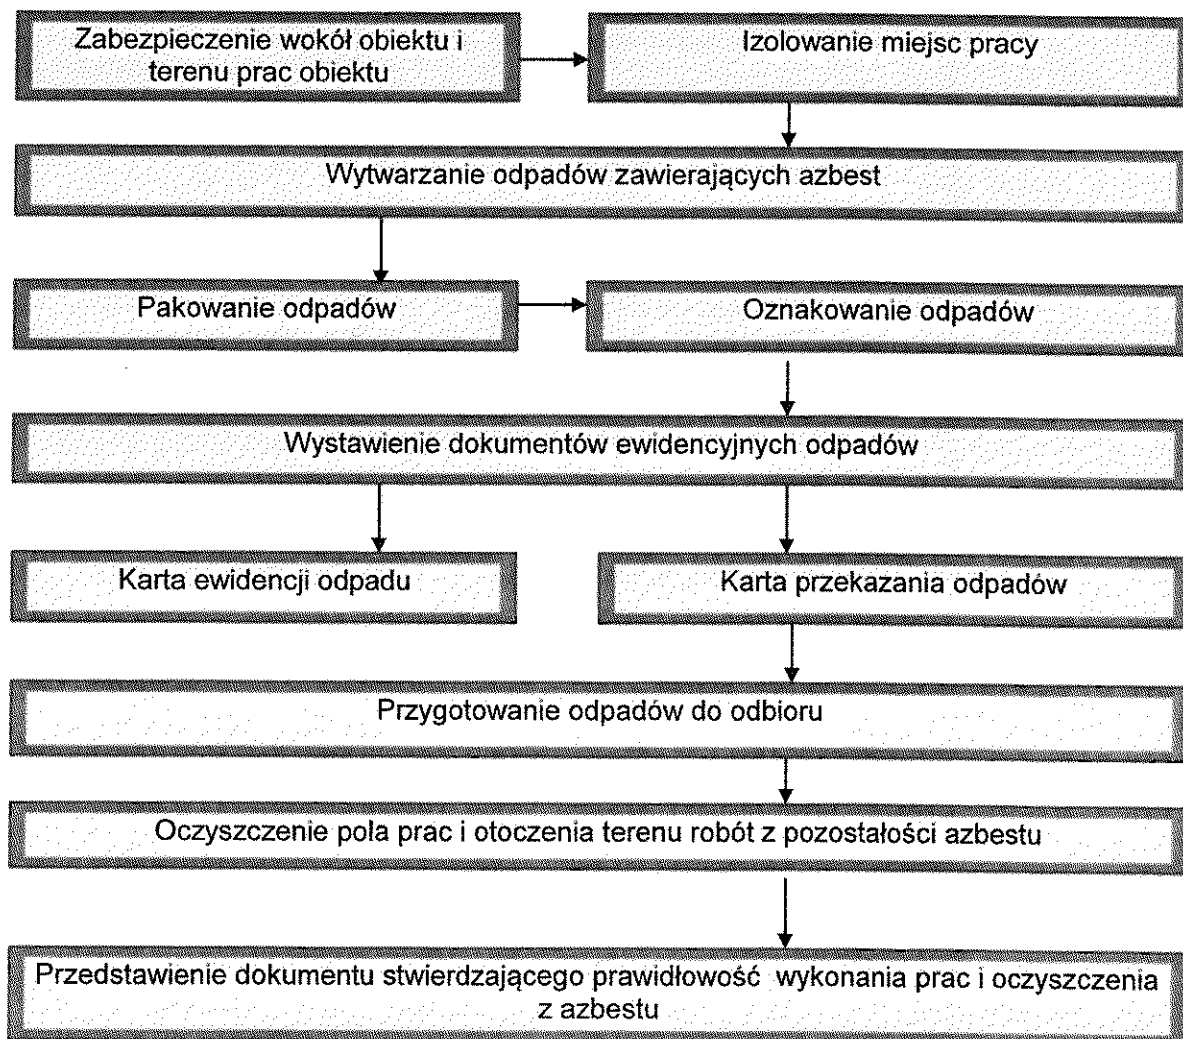 Zabezpieczenie wokół obiektu i
terenu prac obiektu
Izolowanie miejsc pracy
Wytwarzanie odpadów zawierających azbest
Pakowanie odpadów
Oznakowanie odpadów
Wystawienie dokumentów ewidencyjnych odpadów
Karta ewidencji odpadu
Karta przekazania odpadów
Przygotowanie odpadów do odbioru
Oczyszczenie pola prac i otoczenia terenu robót z pozostałości azbestu
Przedstawienie dokumentu stwierdzającego prawidłowość wykonania prac i oczyszczenia
z azbestu